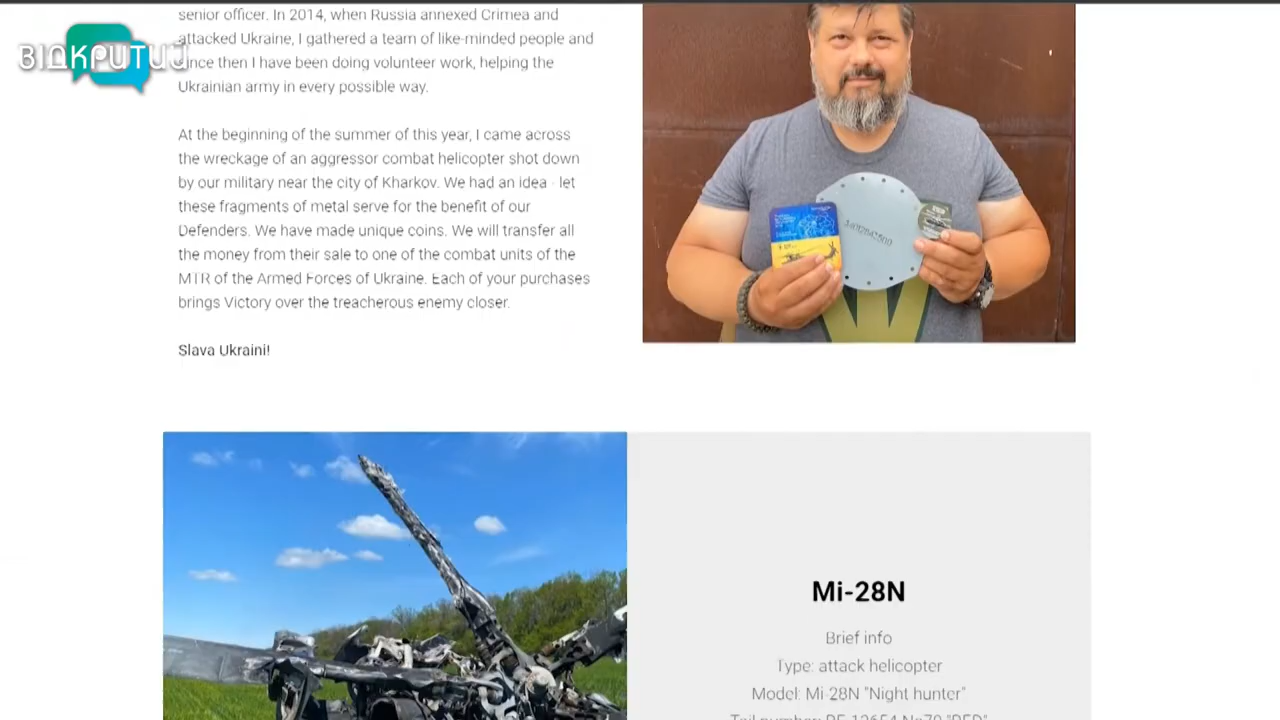 senior officer. In 2014, when Russia annexed Crimea and
attacked Ukraine, I gathered a team of like-minded people and
since then I have been doing volunteer work, helping the
Ukrainian army in every possible way.
ВІДКРИТИЙ
At the beginning of the summer of this year, I came across
the wreckage of an aggressor combat helicopter shot down
by our military near the city of Kharkov. We had an idea - let
these fragments of metal serve for the benefit of our
Defenders. We have made unique coins. We will transfer all
the money from their sale to one of the combat units of the
MTR of the Armed Forces of Ukraine. Each of your purchases
brings Victory over the treacherous enemy closer.
Slava Ukraini!
Mi-28N
Brief info
Type: attack helicopter
Model: Mi-28N "Night hunter"
Tail number: RF-13654 No70 "RED"